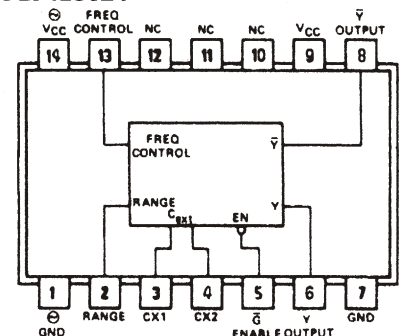 ⊖ FREQ Ȳ
VCC CONTROL NC NC NC VCC OUTPUT
14 13 12 11 10 9 8
FREQ
CONTROL Ȳ
RANGE Y
Cext EN
1 2 3 4 5 6 7
⊖ RANGE CX1 CX2 G̅ Y GND
GND ENABLE OUTPUT